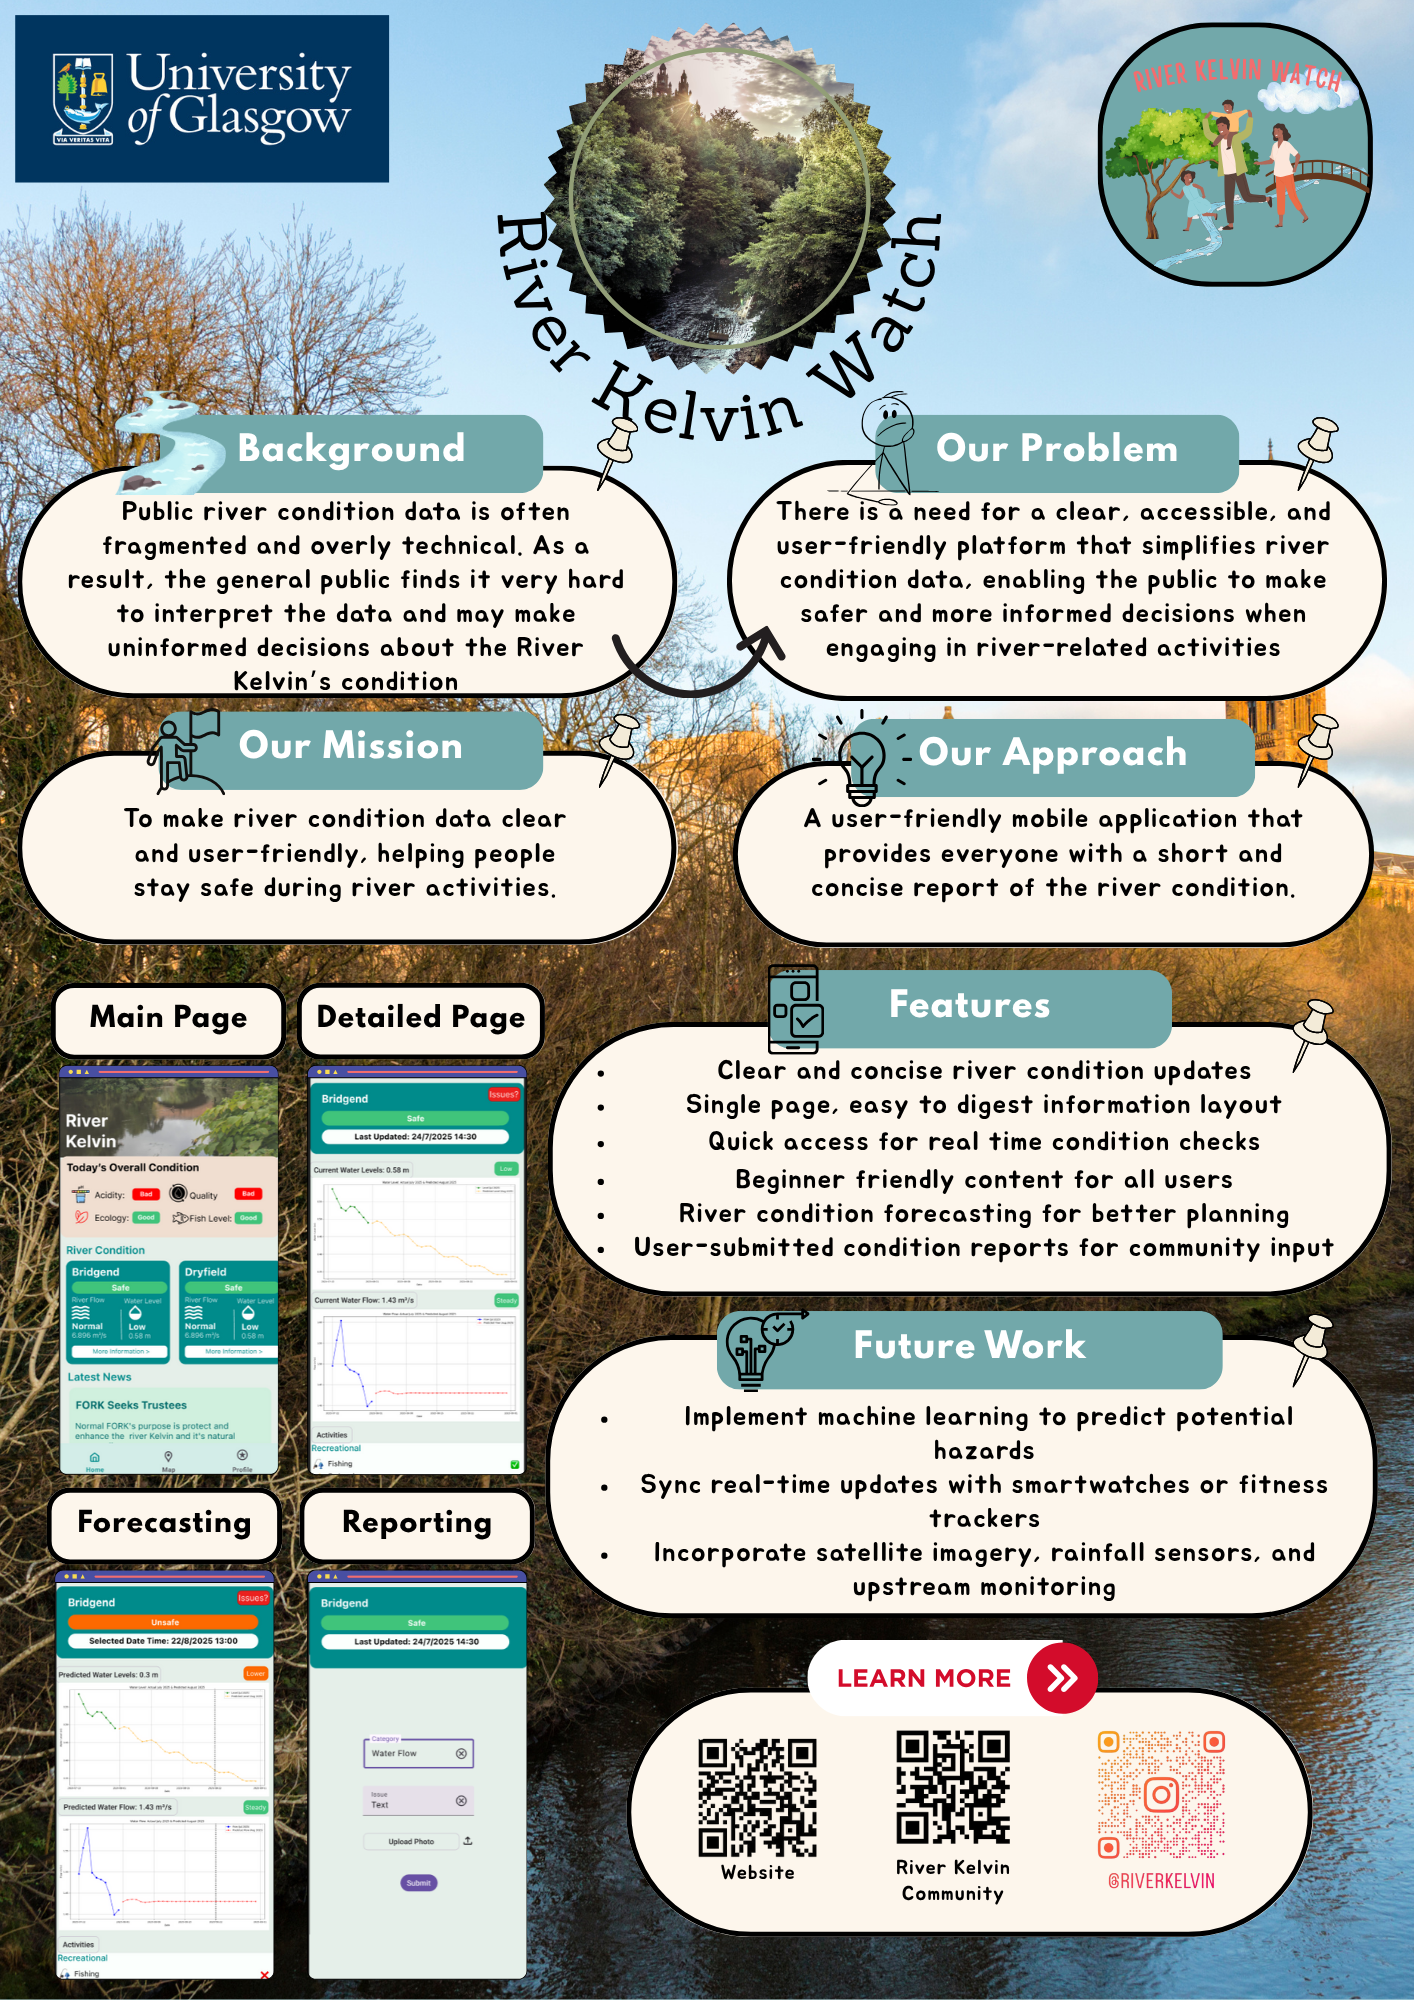 University
of Glasgow
VIA VERITAS VITA
River Kelvin Watch
RIVER KELVIN WATCH
Background
Public river condition data is often
fragmented and overly technical. As a
result, the general public finds it very hard
to interpret the data and may make
uninformed decisions about the River
Kelvin's condition
Our Problem
There is a need for a clear, accessible, and
user-friendly platform that simplifies river
condition data, enabling the public to make
safer and more informed decisions when
engaging in river-related activities
Our Mission
To make river condition data clear
and user-friendly, helping people
stay safe during river activities.
Our Approach
A user-friendly mobile application that
provides everyone with a short and
concise report of the river condition.
Main Page
River
Kelvin
Today's Overall Condition
Acidity: Bad Quality Bad
Ecology: Good Fish Level: Good
River Condition
Bridgend Dryfield
Safe Safe
River Flow Water Level River Flow Water Level
Normal Low Normal Low
6.896 m³/s 0.58 m 6.896 m³/s 0.58 m
More Information > More Information >
Latest News
FORK Seeks Trustees
Normal FORK's purpose is protect and
enhance the river Kelvin and it's natural
Home Map Profile
Detailed Page
Bridgend Issues?
Safe
Last Updated: 24/7/2025 14:30
Current Water Levels: 0.58 m Low
Current Water Flow: 1.43 m³/s Steady
Activities
Recreational
Fishing
Features
• Clear and concise river condition updates
• Single page, easy to digest information layout
• Quick access for real time condition checks
• Beginner friendly content for all users
• River condition forecasting for better planning
• User-submitted condition reports for community input
Future Work
• Implement machine learning to predict potential
hazards
• Sync real-time updates with smartwatches or fitness
trackers
• Incorporate satellite imagery, rainfall sensors, and
upstream monitoring
Forecasting
Bridgend Issues?
Unsafe
Selected Date Time: 22/8/2025 13:00
Predicted Water Levels: 0.3 m Lower
Predicted Water Flow: 1.43 m³/s Steady
Activities
Recreational
Fishing
Reporting
Bridgend
Safe
Last Updated: 24/7/2025 14:30
Category
Water Flow
Issue
Text
Upload Photo
Submit
LEARN MORE
Website
River Kelvin
Community
@RIVERKELVIN